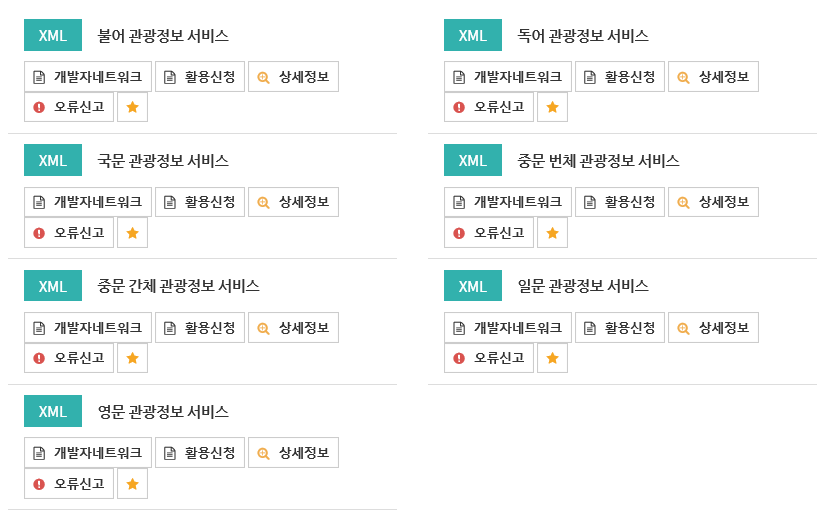 XML 불어 관광정보 서비스
개발자네트워크 활용신청 상세정보
오류신고
XML 독어 관광정보 서비스
개발자네트워크 활용신청 상세정보
오류신고
XML 국문 관광정보 서비스
개발자네트워크 활용신청 상세정보
오류신고
XML 중문 번체 관광정보 서비스
개발자네트워크 활용신청 상세정보
오류신고
XML 중문 간체 관광정보 서비스
개발자네트워크 활용신청 상세정보
오류신고
XML 일문 관광정보 서비스
개발자네트워크 활용신청 상세정보
오류신고
XML 영문 관광정보 서비스
개발자네트워크 활용신청 상세정보
오류신고